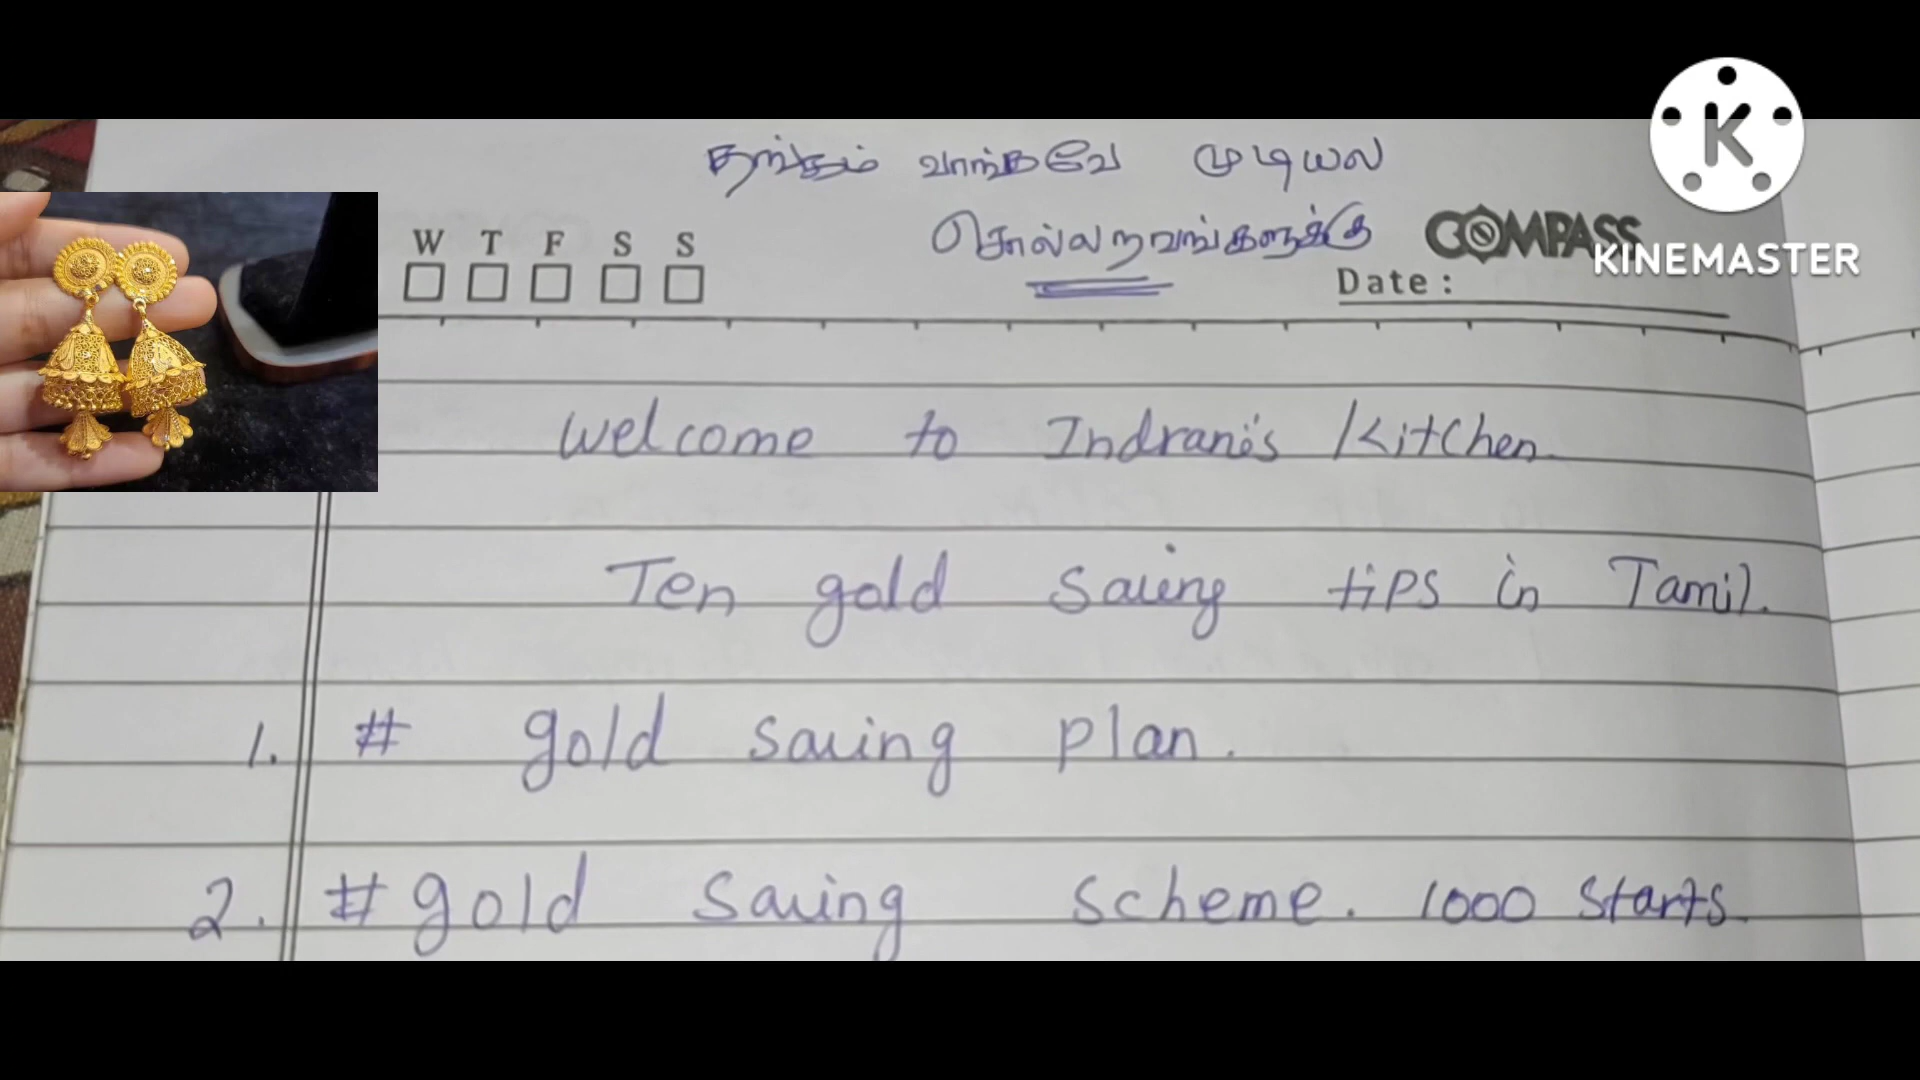 தங்கம் வாங்கவே முடியல
சொல்லறவங்களுக்கு
COMPASS
KINEMASTER
W T F S S
Date :
Welcome to Indrani's Kitchen
Ten gold saving tips in Tamil.
1. # gold saving plan.
2. # gold saving scheme. 1000 starts